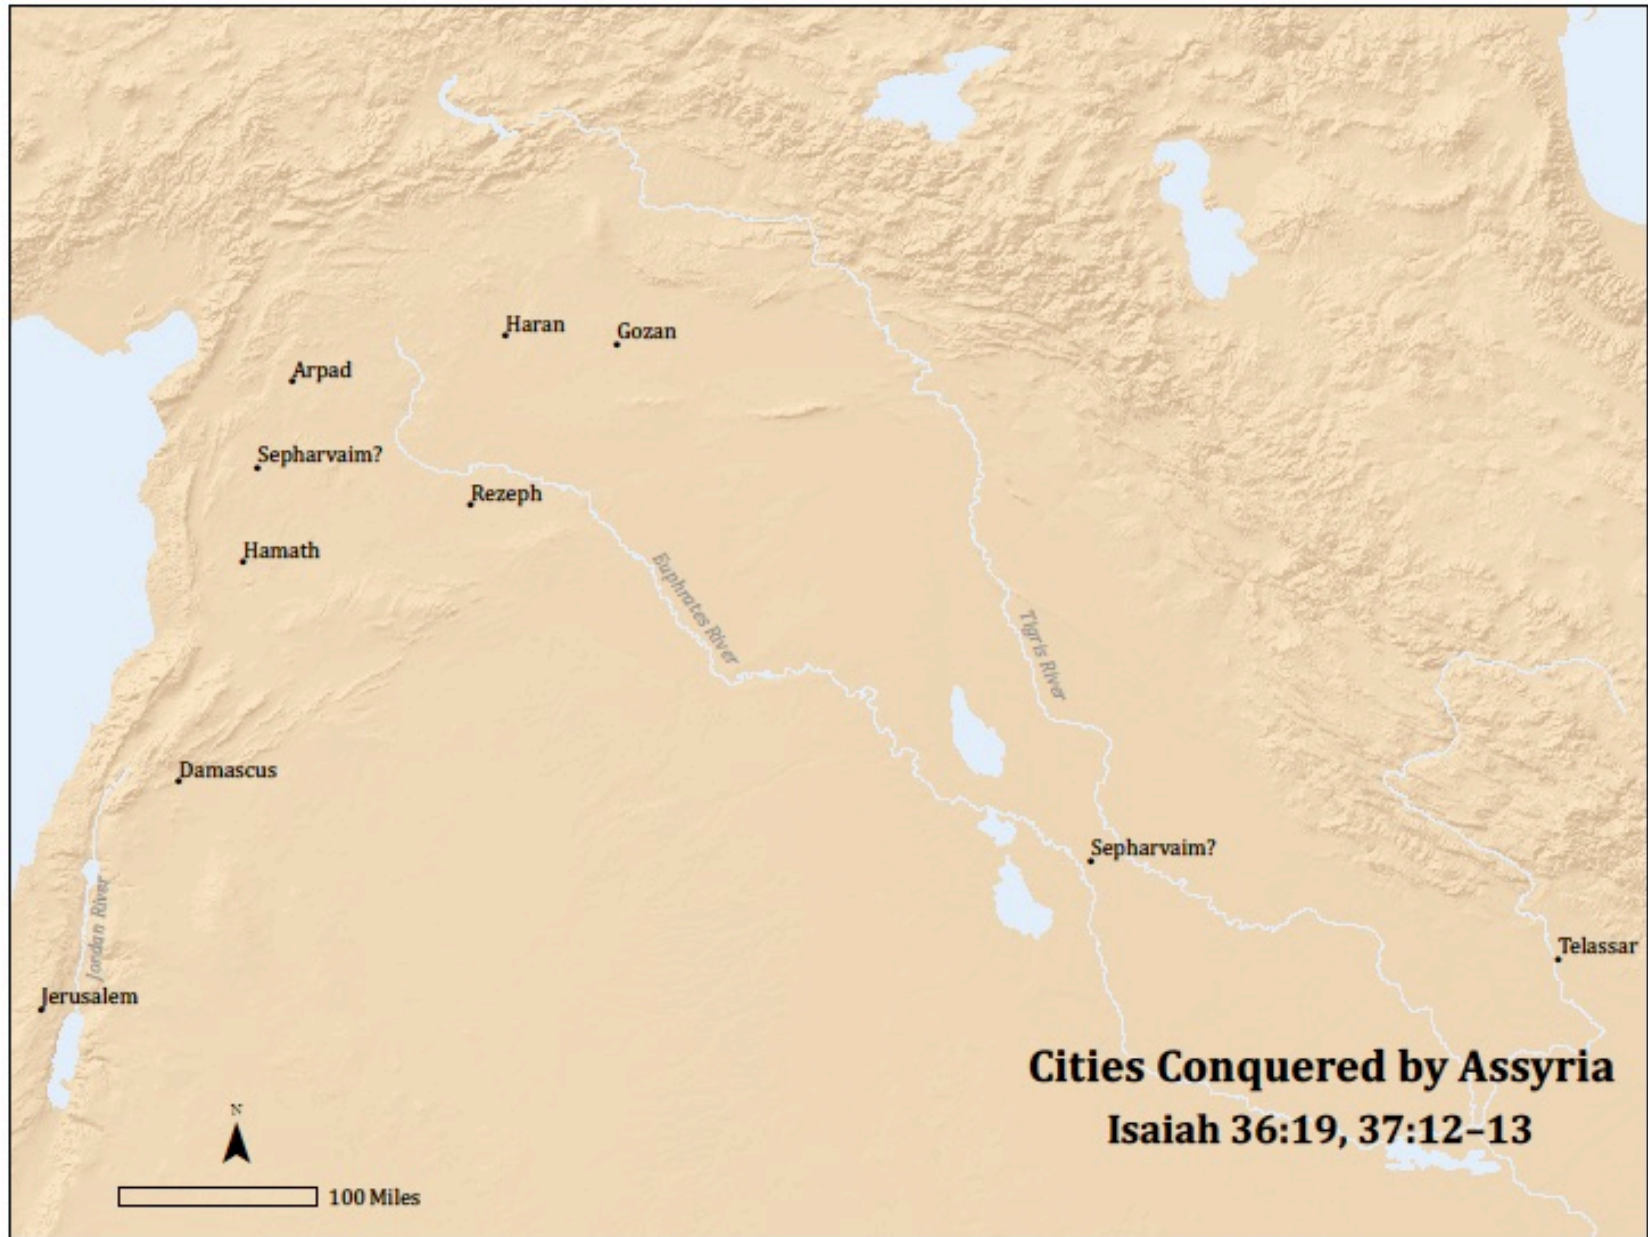 Haran
Gozan
Arpad
Sepharvaim?
Rezeph
Hamath
Euphrates River
Tigris River
Damascus
Sepharvaim?
Jordan River
Telassar
Jerusalem
Cities Conquered by Assyria
Isaiah 36:19, 37:12–13
N
100 Miles